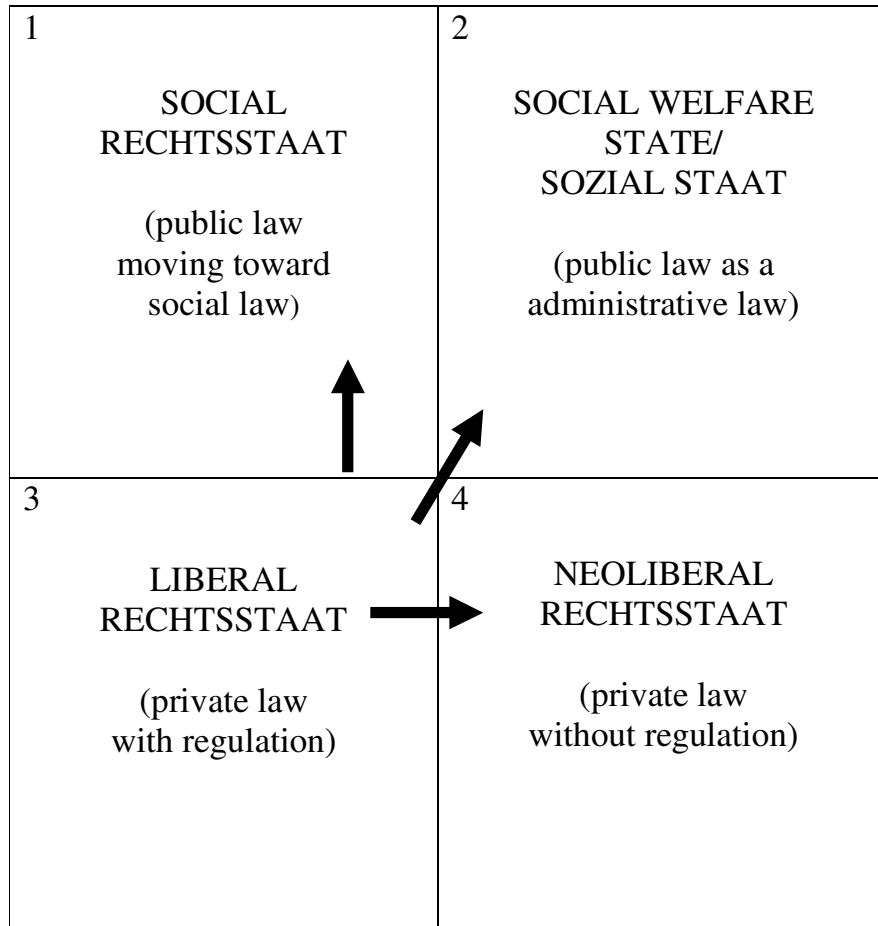 1
SOCIAL
RECHTSSTAAT
(public law
moving toward
social law)
2
SOCIAL WELFARE
STATE/
SOZIAL STAAT
(public law as a
administrative law)
3
LIBERAL
RECHTSSTAAT
(private law
with regulation)
4
NEOLIBERAL
RECHTSSTAAT
(private law
without regulation)